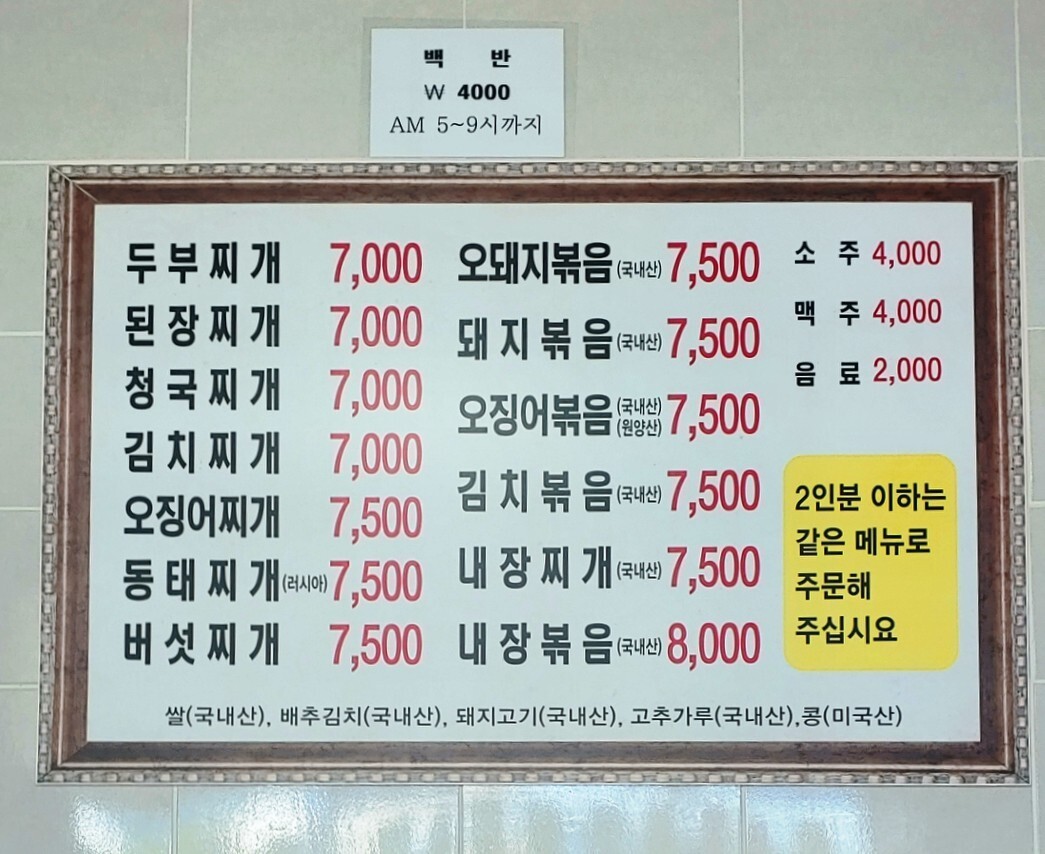 백 반
₩ 4000
AM 5~9시까지
두부찌개 7,000
된장찌개 7,000
청국찌개 7,000
김치찌개 7,000
오징어찌개 7,500
동태찌개(러시아) 7,500
버섯찌개 7,500
오돼지볶음(국내산) 7,500
돼지볶음(국내산) 7,500
오징어볶음(국내산)(원양산) 7,500
김치볶음(국내산) 7,500
내장찌개(국내산) 7,500
내장볶음(국내산) 8,000
소주 4,000
맥주 4,000
음료 2,000
2인분 이하는
같은 메뉴로
주문해
주십시요
쌀(국내산), 배추김치(국내산), 돼지고기(국내산), 고추가루(국내산),콩(미국산)